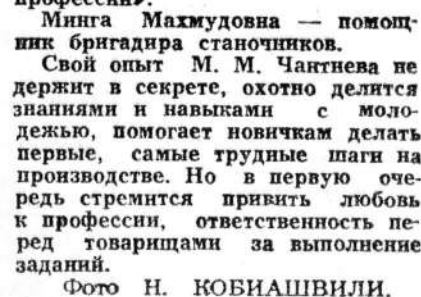 профессии».
Минга Махмудовна — помощ-
ник бригадира станочников.
Свой опыт М. М. Чантиева не
держит в секрете, охотно делится
знаниями и навыками с моло-
дежью, помогает новичкам делать
первые, самые трудные шаги на
производстве. Но в первую оче-
редь стремится привить любовь
к профессии, ответственность пе-
ред товарищами за выполнение
заданий.
Фото Н. КОБИАШВИЛИ.